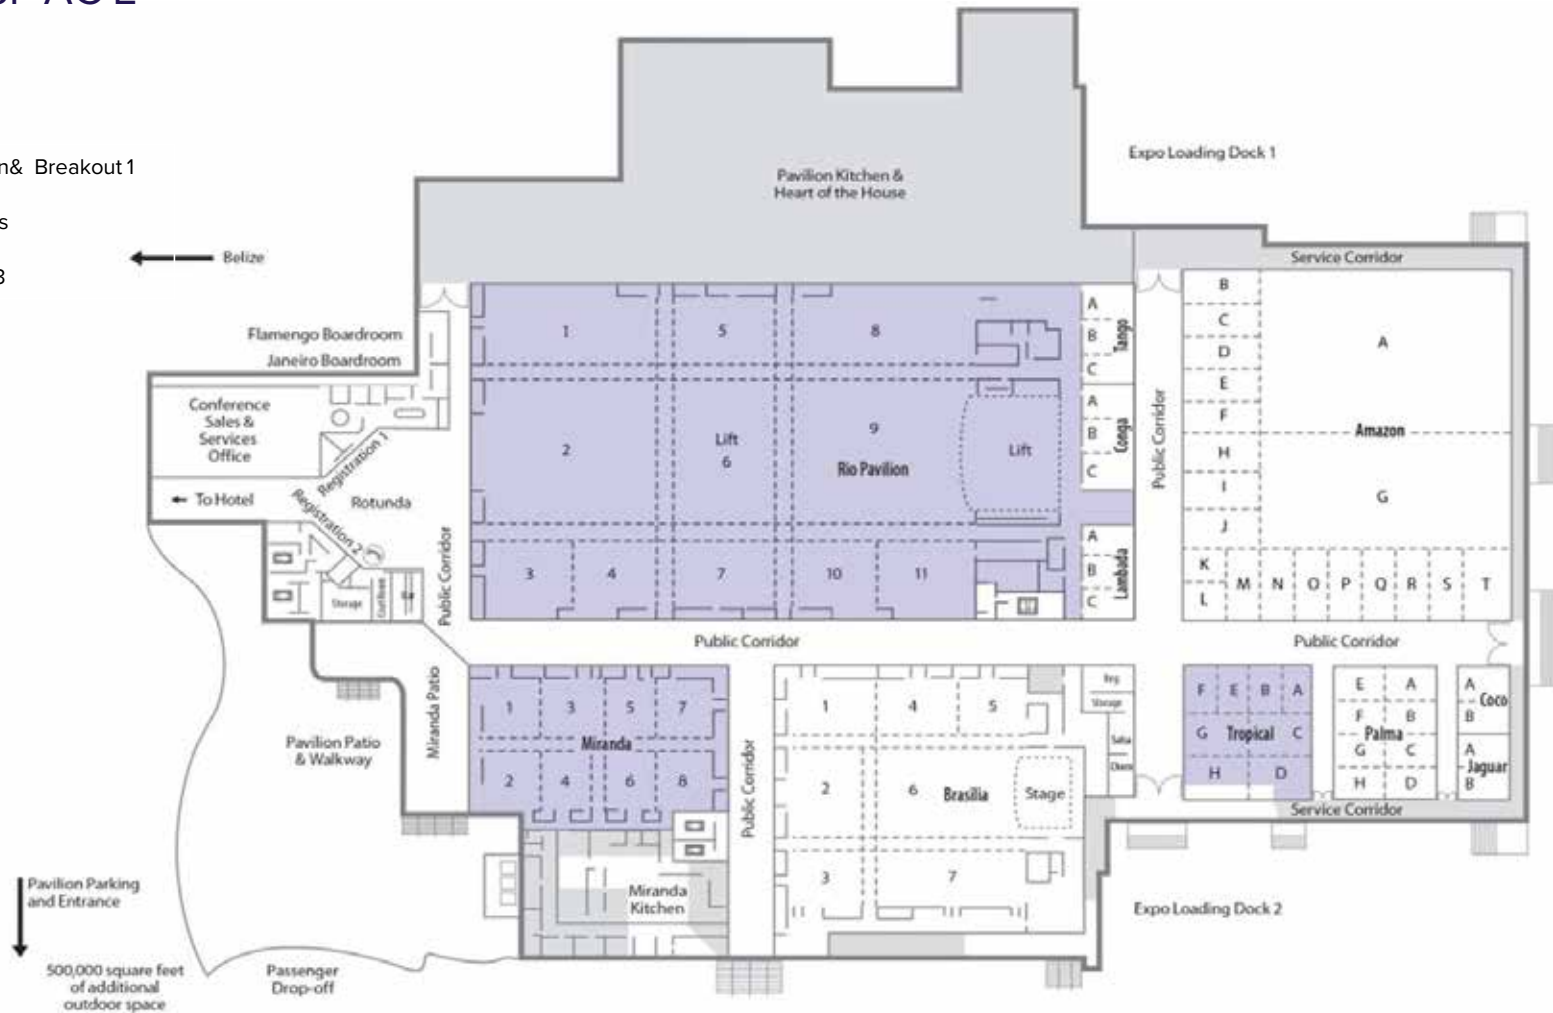 n& Breakout 1
s
3
Expo Loading Dock 1
Pavilion Kitchen &
Heart of the House
Belize
Service Corridor
Flamengo Boardroom
Janeiro Boardroom
Conference
Sales &
Services
Office
Registration 1
To Hotel
Registration 2
Rotunda
Storage
Public Corridor
1
5
8
2
Lift
6
9
Rio Pavilion
Lift
3
4
7
10
11
A
B
C
Tango
A
B
C
Conga
A
B
C
Lambada
Public Corridor
B
C
D
E
F
H
I
J
K
L
A
Amazon
G
M
N
O
P
Q
R
S
T
Public Corridor
Public Corridor
Miranda Patio
Pavilion Patio
& Walkway
1
3
5
7
Miranda
2
4
6
8
Public Corridor
1
4
5
2
6
Brasilia
Stage
3
7
Reg.
Storage
F
E
B
A
G
Tropical
C
H
D
E
A
F
B
Palma
G
C
H
D
A
Coco
B
A
Jaguar
B
Service Corridor
Miranda
Kitchen
Expo Loading Dock 2
Pavilion Parking
and Entrance
500,000 square feet
of additional
outdoor space
Passenger
Drop-off